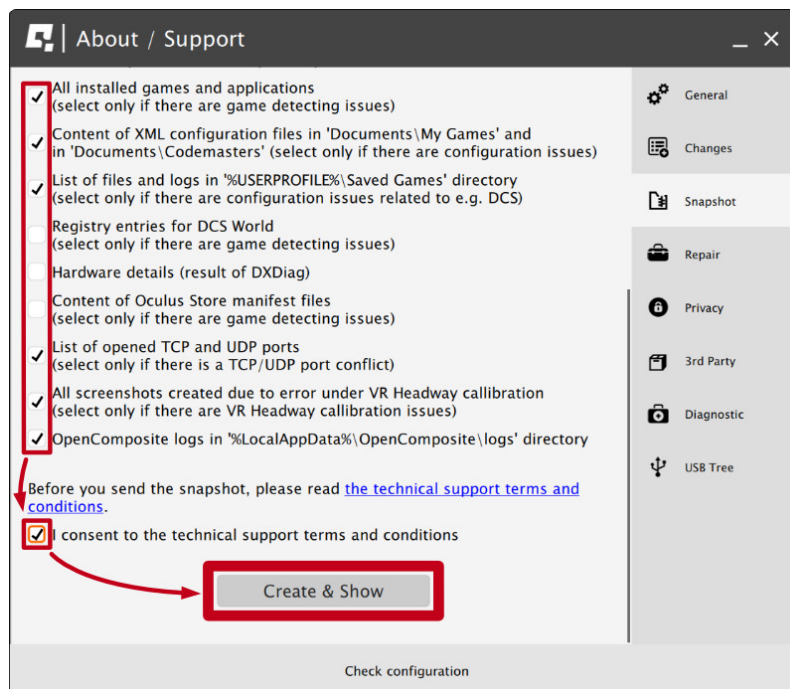 About / Support
All installed games and applications
(select only if there are game detecting issues)
Content of XML configuration files in 'Documents\My Games' and
in 'Documents\Codemasters' (select only if there are configuration issues)
List of files and logs in '%USERPROFILE%\Saved Games' directory
(select only if there are configuration issues related to e.g. DCS)
Registry entries for DCS World
(select only if there are game detecting issues)
Hardware details (result of DXDiag)
Content of Oculus Store manifest files
(select only if there are game detecting issues)
List of opened TCP and UDP ports
(select only if there is a TCP/UDP port conflict)
All screenshots created due to error under VR Headway callibration
(select only if there are VR Headway callibration issues)
OpenComposite logs in '%LocalAppData%\OpenComposite\logs' directory
Before you send the snapshot, please read the technical support terms and
conditions.
I consent to the technical support terms and conditions
Create & Show
General
Changes
Snapshot
Repair
Privacy
3rd Party
Diagnostic
USB Tree
Check configuration